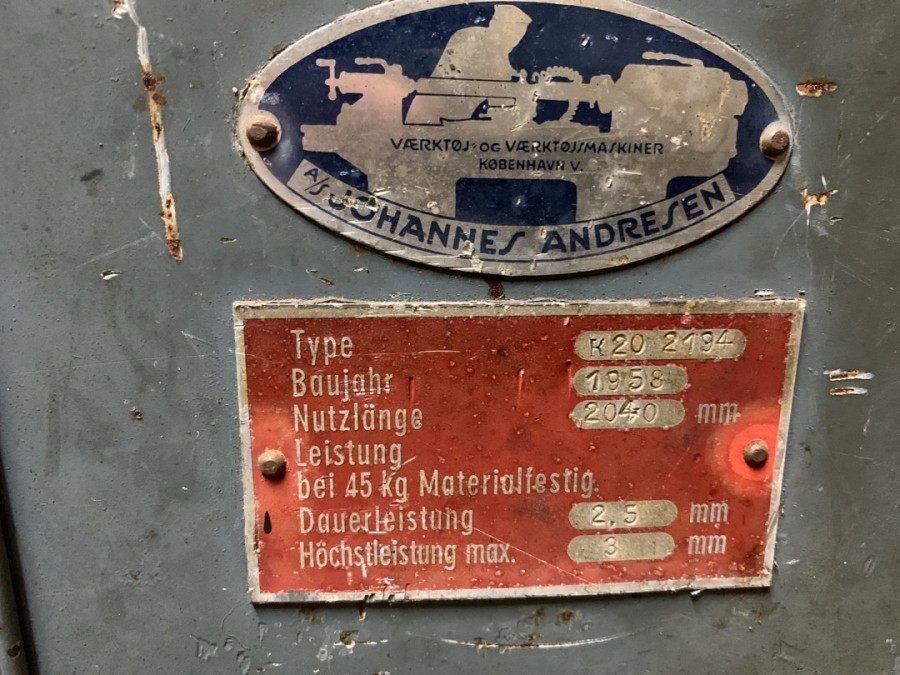 VÆRKTØJ- OG VÆRKTØJSMASKINER
KØBENHAVN V.
A/S JOHANNES ANDRESEN
Type K20 2194
Baujahr 1958
Nutzlänge 2040 mm
Leistung
bei 45 kg Materialfestig.
Dauerleistung 2,5 mm
Höchstleistung max. 3 mm